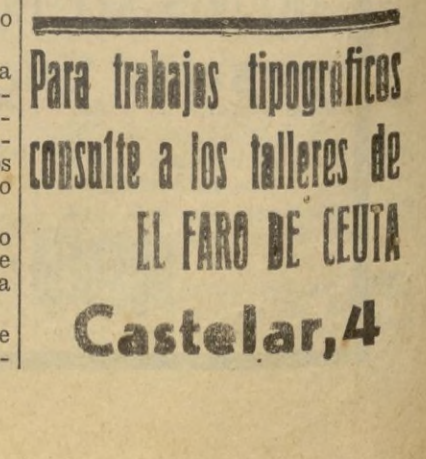 Para trabajos tipográficos
consulte a los talleres de
EL FARO DE CEUTA
Castelar, 4